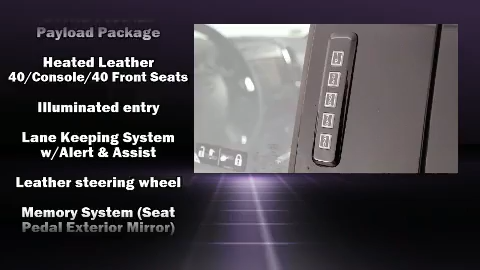 Payload Package
Heated Leather
40/Console/40 Front Seats
Illuminated entry
Lane Keeping System
w/Alert & Assist
Leather steering wheel
Memory System (Seat
Pedal Exterior Mirror)